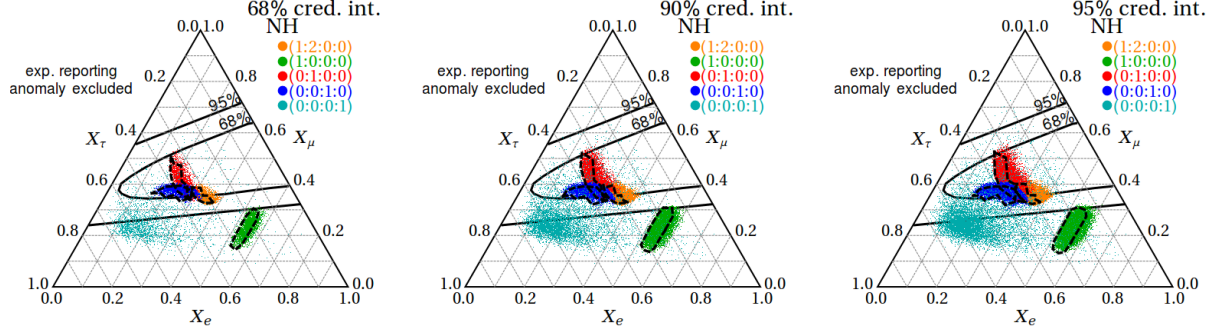 68% cred. int.
NH
0.0 1.0
(1:2:0:0)
(1:0:0:0)
(0:1:0:0)
(0:0:1:0)
(0:0:0:1)
exp. reporting
anomaly excluded
0.2 0.8
95%
68%
0.4 0.6
X_τ X_μ
0.6 0.4
0.8 0.2
1.0 0.0
0.0 0.2 0.4 0.6 0.8 1.0
X_e
90% cred. int.
NH
0.0 1.0
(1:2:0:0)
(1:0:0:0)
(0:1:0:0)
(0:0:1:0)
(0:0:0:1)
exp. reporting
anomaly excluded
0.2 0.8
95%
68%
0.4 0.6
X_τ X_μ
0.6 0.4
0.8 0.2
1.0 0.0
0.0 0.2 0.4 0.6 0.8 1.0
X_e
95% cred. int.
NH
0.0 1.0
(1:2:0:0)
(1:0:0:0)
(0:1:0:0)
(0:0:1:0)
(0:0:0:1)
exp. reporting
anomaly excluded
0.2 0.8
95%
68%
0.4 0.6
X_τ X_μ
0.6 0.4
0.8 0.2
1.0 0.0
0.0 0.2 0.4 0.6 0.8 1.0
X_e